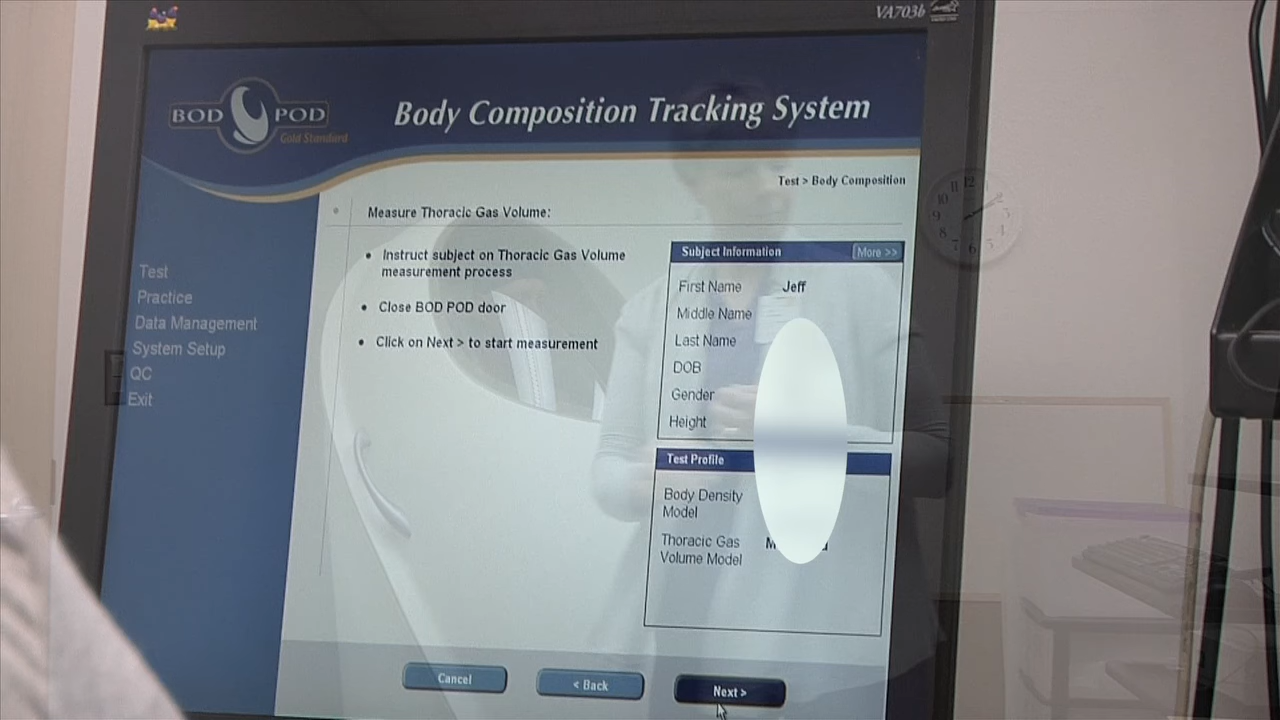 VA703b
BOD POD
Gold Standard
Body Composition Tracking System
Test > Body Composition
Measure Thoracic Gas Volume:
• Instruct subject on Thoracic Gas Volume
measurement process
• Close BOD POD door
• Click on Next > to start measurement
Test
Practice
Data Management
System Setup
QC
Exit
Subject Information More >>
First Name Jeff
Middle Name
Last Name
DOB
Gender
Height
Test Profile
Body Density
Model
Thoracic Gas
Volume Model
Cancel
< Back
Next >